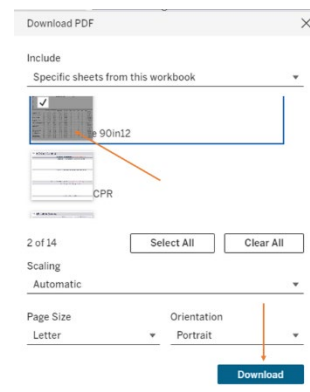 Download PDF
Include
Specific sheets from this workbook
90in12
CPR
2 of 14
Select All
Clear All
Scaling
Automatic
Page Size
Orientation
Letter
Portrait
Download